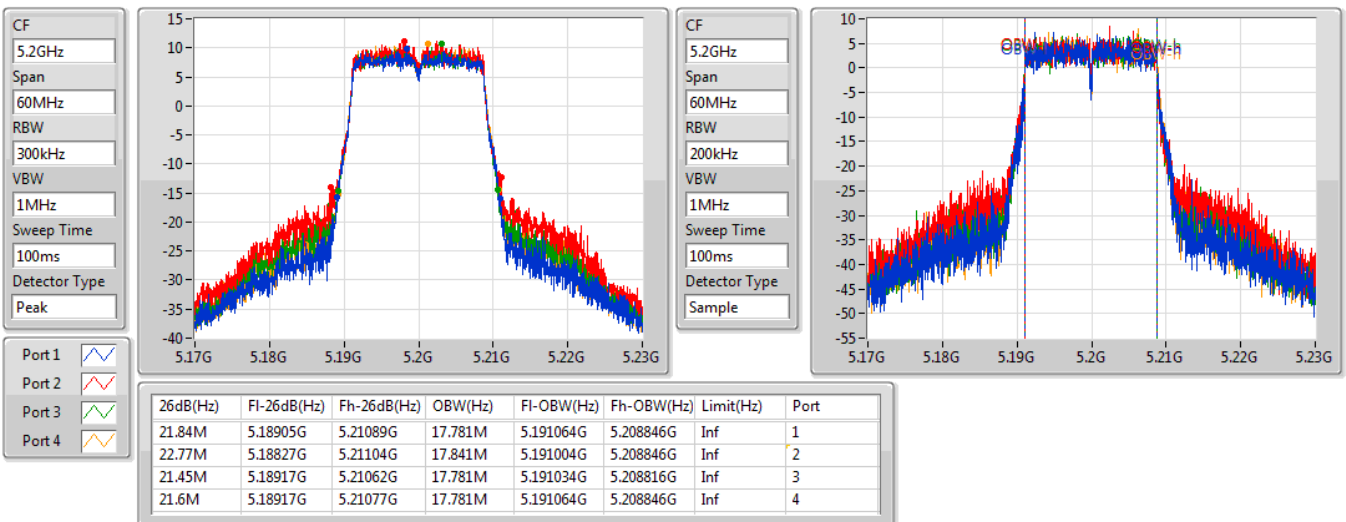 CF
5.2GHz
Span
60MHz
RBW
300kHz
VBW
1MHz
Sweep Time
100ms
Detector Type
Peak
15
10
5
0
-5
-10
-15
-20
-25
-30
-35
-40
5.17G 5.18G 5.19G 5.2G 5.21G 5.22G 5.23G
CF
5.2GHz
Span
60MHz
RBW
200kHz
VBW
1MHz
Sweep Time
100ms
Detector Type
Sample
10
5
0
-5
-10
-15
-20
-25
-30
-35
-40
-45
-50
-55
5.17G 5.18G 5.19G 5.2G 5.21G 5.22G 5.23G
Port 1
Port 2
Port 3
Port 4
26dB(Hz) Fl-26dB(Hz) Fh-26dB(Hz) OBW(Hz) Fl-OBW(Hz) Fh-OBW(Hz) Limit(Hz) Port
21.84M 5.18905G 5.21089G 17.781M 5.191064G 5.208846G Inf 1
22.77M 5.18827G 5.21104G 17.841M 5.191004G 5.208846G Inf 2
21.45M 5.18917G 5.21062G 17.781M 5.191034G 5.208816G Inf 3
21.6M 5.18917G 5.21077G 17.781M 5.191064G 5.208846G Inf 4